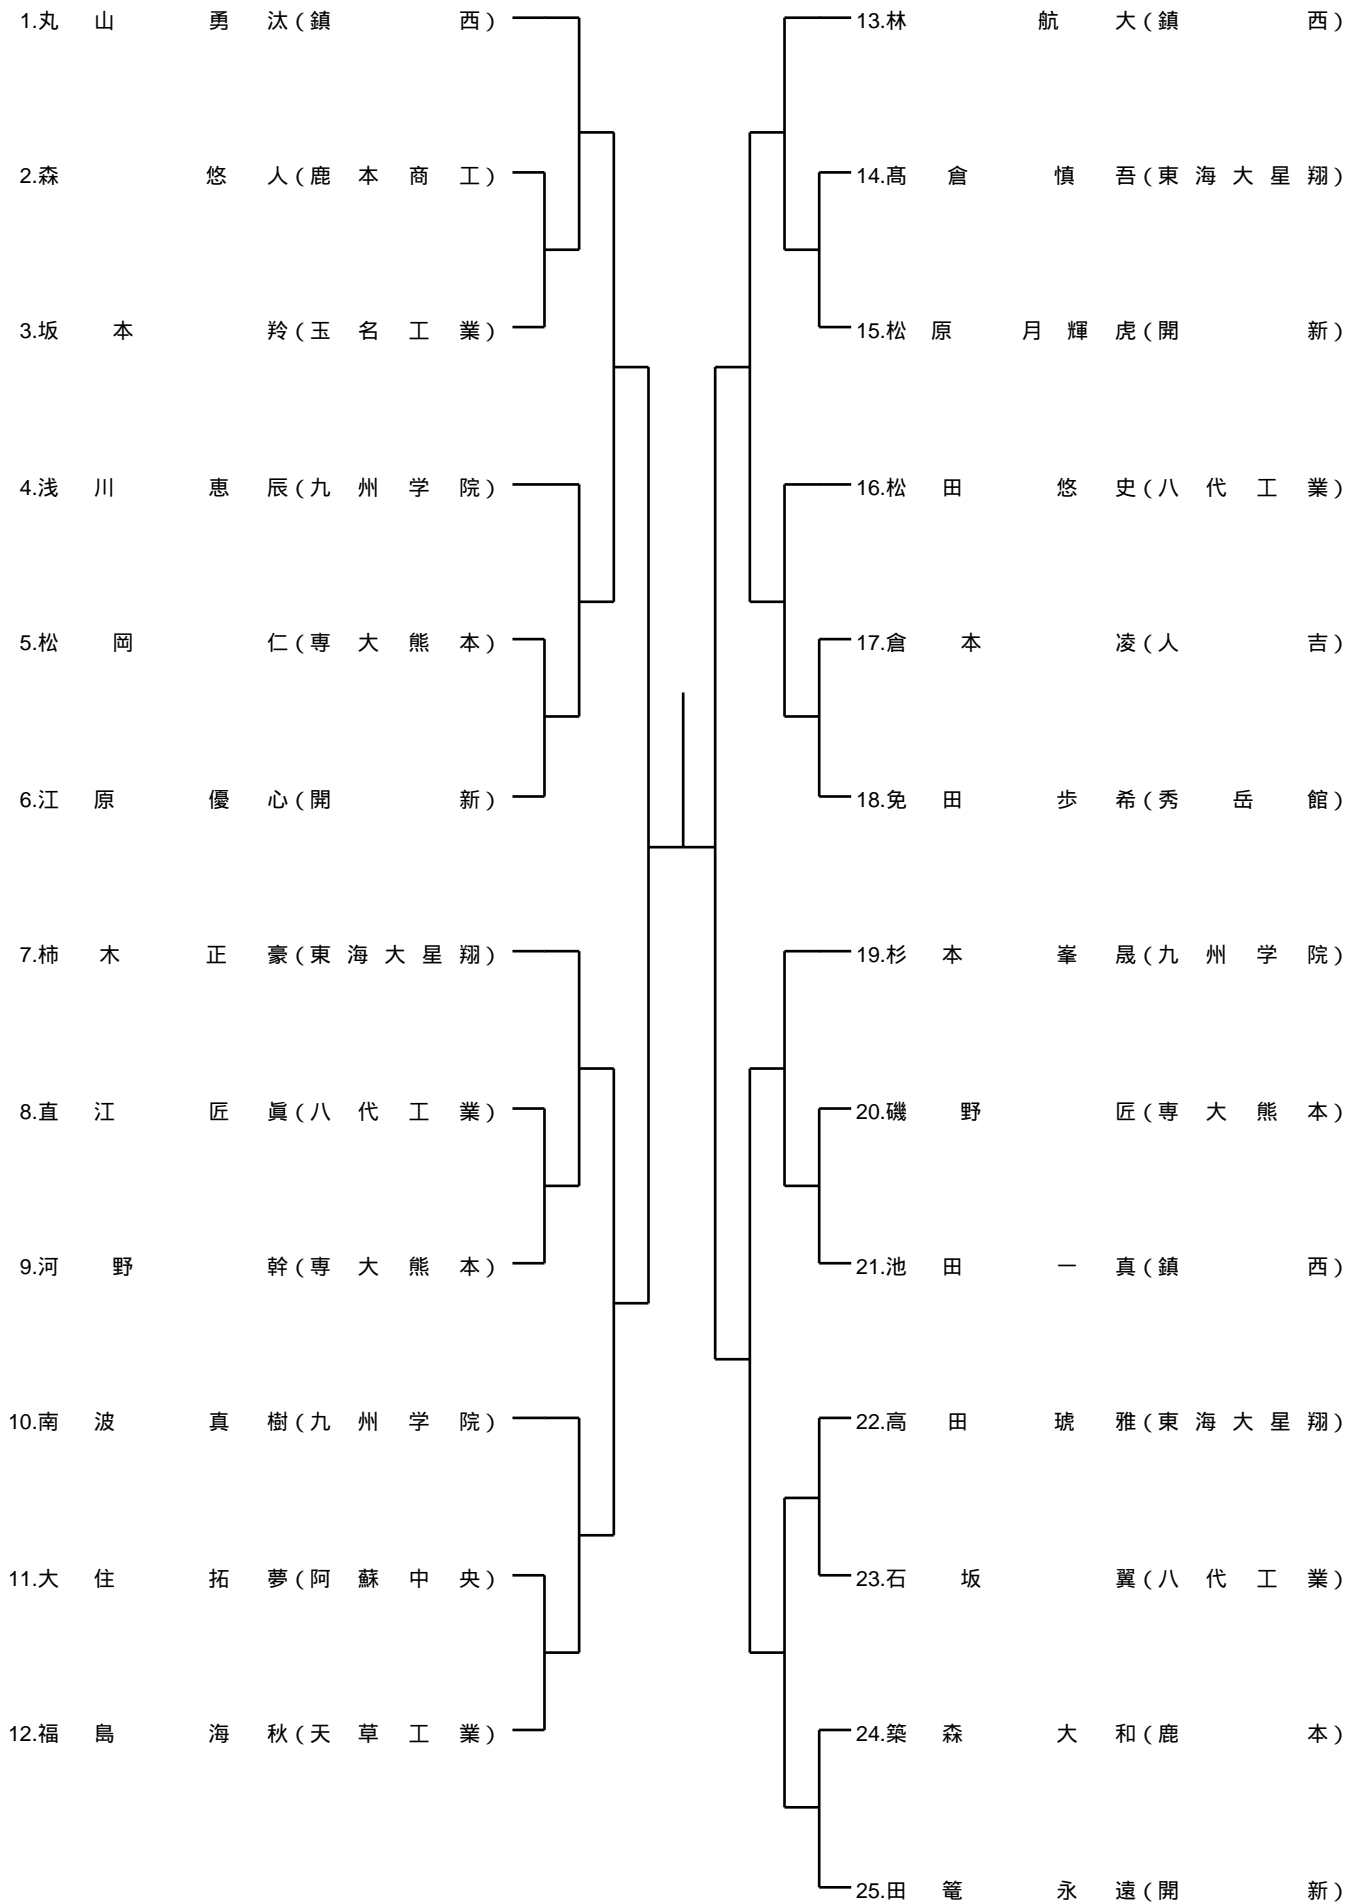 1.丸山 勇汰(鎮西)
2.森 悠人(鹿本商工)
3.坂本 羚(玉名工業)
4.浅川 恵辰(九州学院)
5.松岡 仁(専大熊本)
6.江原 優心(開新)
7.柿木 正豪(東海大星翔)
8.直江 匠眞(八代工業)
9.河野 幹(専大熊本)
10.南波 真樹(九州学院)
11.大住 拓夢(阿蘇中央)
12.福島 海秋(天草工業)
13.林 航大(鎮西)
14.髙倉 慎吾(東海大星翔)
15.松原 月輝虎(開新)
16.松田 悠史(八代工業)
17.倉本 凌(人吉)
18.免田 歩希(秀岳館)
19.杉本 峯晟(九州学院)
20.磯野 匠(専大熊本)
21.池田 一真(鎮西)
22.高田 琥雅(東海大星翔)
23.石坂 翼(八代工業)
24.築森 大和(鹿本)
25.田篭 永遠(開新)